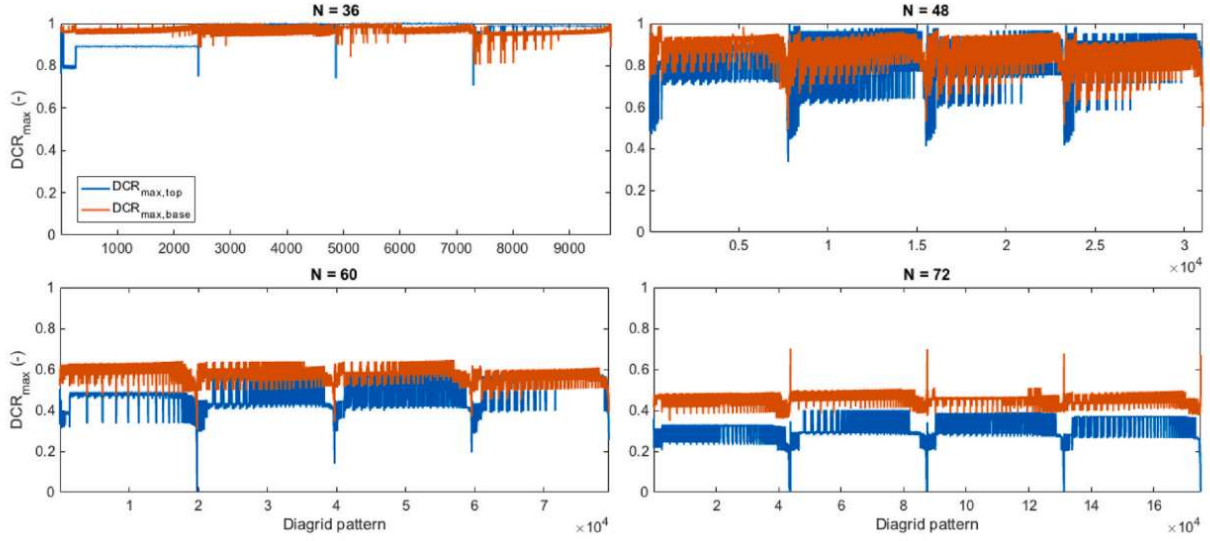 N = 36
DCR_max (-)
1
0.8
0.6
0.4
0.2
0
DCR_max,top
DCR_max,base
1000 2000 3000 4000 5000 6000 7000 8000 9000
N = 48
1
0.8
0.6
0.4
0.2
0
0.5 1 1.5 2 2.5 3
× 10^4
N = 60
DCR_max (-)
1
0.8
0.6
0.4
0.2
0
1 2 3 4 5 6 7
Diagrid pattern
× 10^4
N = 72
1
0.8
0.6
0.4
0.2
0
2 4 6 8 10 12 14 16
Diagrid pattern
× 10^4